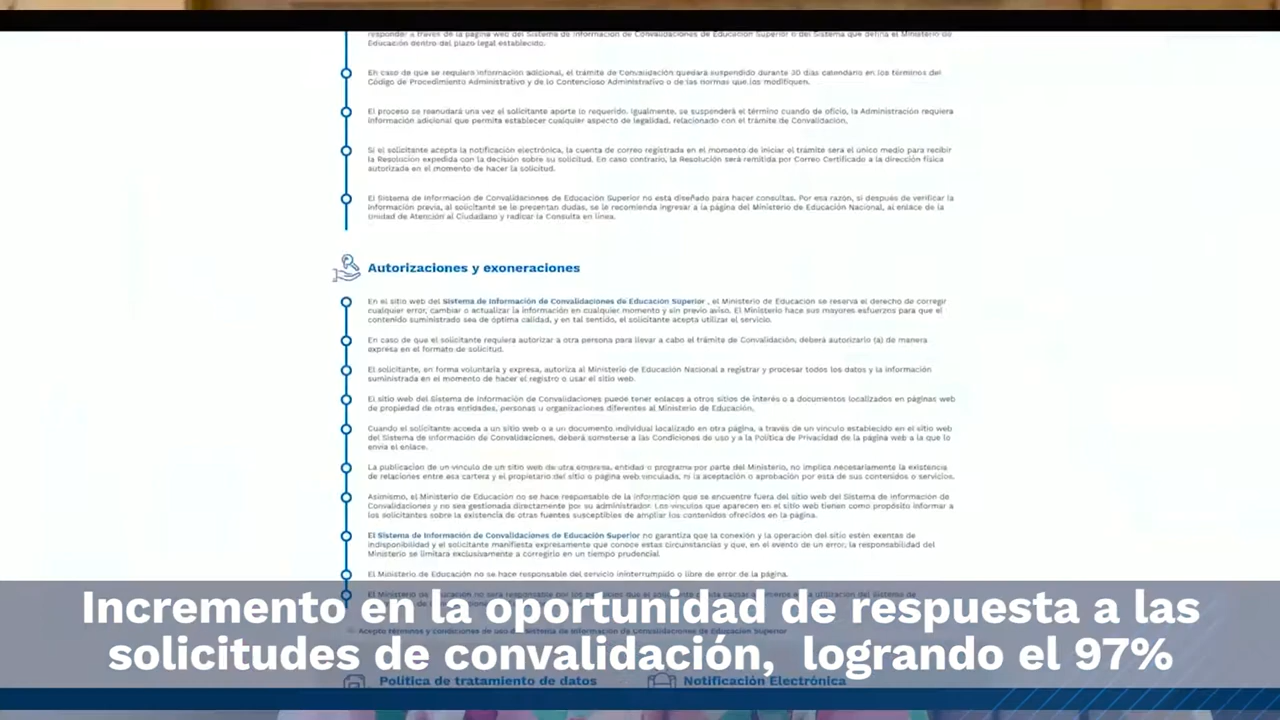 responder a través de la página web del Sistema de Información de Convalidaciones de Educación Superior o del Sistema que defina el Ministerio de
Educación dentro del plazo legal establecido.
En caso de que se requiera información adicional, el trámite de Convalidación quedará suspendido durante 30 días calendario en los términos del
Código de Procedimiento Administrativo y de lo Contencioso Administrativo o de las normas que los modifiquen.
El proceso se reanudará una vez el solicitante aporte lo requerido. Igualmente, se suspenderá el término cuando de oficio, la Administración requiera
información adicional que permita establecer cualquier aspecto de legalidad, relacionado con el trámite de Convalidación.
Si el solicitante acepta la notificación electrónica, la cuenta de correo registrada en el momento de iniciar el trámite será el único medio para recibir
la Resolución expedida con la decisión sobre su solicitud. En caso contrario, la Resolución será remitida por Correo Certificado a la dirección física
autorizada en el momento de hacer la solicitud.
El Sistema de Información de Convalidaciones de Educación Superior no está diseñado para hacer consultas. Por esa razón, si después de verificar la
información previa, al solicitante se le presentan dudas, se le recomienda ingresar a la página del Ministerio de Educación Nacional, al enlace de la
Unidad de Atención al Ciudadano y radicar la Consulta en línea.
Autorizaciones y exoneraciones
En el sitio web del Sistema de Información de Convalidaciones de Educación Superior , el Ministerio de Educación se reserva el derecho de corregir
cualquier error, cambiar o actualizar la información en cualquier momento y sin previo aviso. El Ministerio hace sus mayores esfuerzos para que el
contenido suministrado sea de óptima calidad, y en tal sentido, el solicitante acepta utilizar el servicio.
En caso de que el solicitante requiera autorizar a otra persona para llevar a cabo el trámite de Convalidación, deberá autorizarlo (a) de manera
expresa en el formato de solicitud.
El solicitante, en forma voluntaria y expresa, autoriza al Ministerio de Educación Nacional a registrar y procesar todos los datos y la información
suministrada en el momento de hacer el registro o usar el sitio web.
El sitio web del Sistema de Información de Convalidaciones puede tener enlaces a otros sitios de interés o a documentos localizados en páginas web
de propiedad de otras entidades, personas u organizaciones diferentes al Ministerio de Educación.
Cuando el solicitante acceda a un sitio web o a un documento individual localizado en otra página, a través de un vínculo establecido en el sitio web
del Sistema de Información de Convalidaciones, deberá someterse a las Condiciones de uso y a la Política de Privacidad de la página web a la que lo
envía el enlace.
La publicación de un vínculo de un sitio web de otra empresa, entidad o programa por parte del Ministerio, no implica necesariamente la existencia
de relaciones entre esa cartera y el propietario del sitio o página web vinculada, ni la aceptación o aprobación por esta de sus contenidos o servicios.
Asimismo, el Ministerio de Educación no se hace responsable de la información que se encuentre fuera del sitio web del Sistema de Información de
Convalidaciones y no sea gestionada directamente por su administrador. Los vínculos que aparecen en el sitio web tienen como propósito informar a
los solicitantes sobre la existencia de otras fuentes susceptibles de ampliar los contenidos ofrecidos en la página.
El Sistema de Información de Convalidaciones de Educación Superior no garantiza que la conexión y la operación del sitio estén exentas de
indisponibilidad y el solicitante manifiesta expresamente que conoce estas circunstancias y que, en el evento de un error, la responsabilidad del
Ministerio se limitará exclusivamente a corregirlo en un tiempo prudencial
El Ministerio de Educación no se hace responsable del servicio ininterrumpido o libre de error de la página.
Incremento en la oportunidad de respuesta a las
Acepto términos y condiciones de uso del Sistema de Información de Convalidaciones de Educación Superior
solicitudes de convalidación, logrando el 97%
Política de tratamiento de datos
Notificación Electrónica